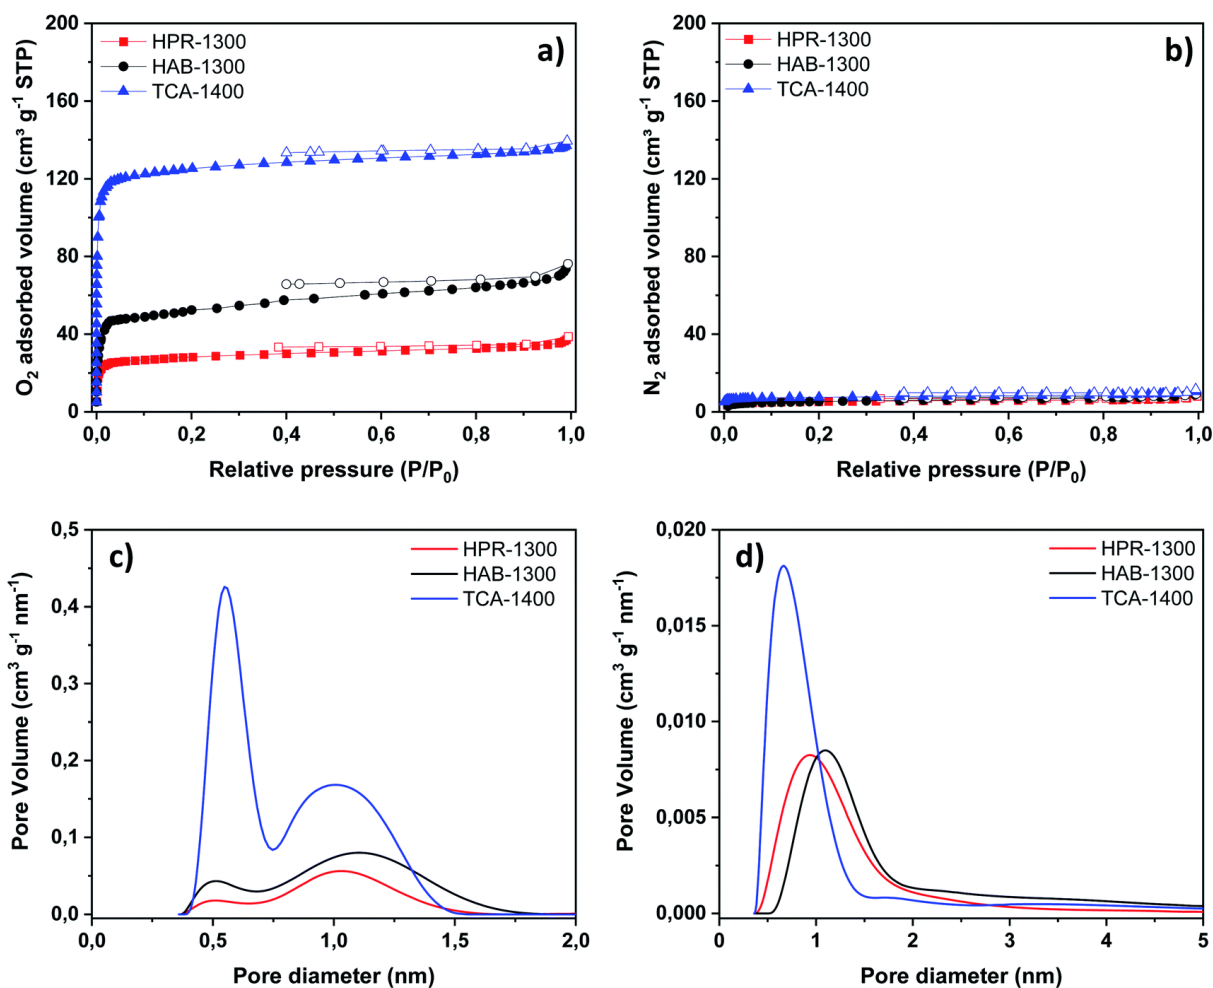 a)
HPR-1300
HAB-1300
TCA-1400
O₂ adsorbed volume (cm³ g⁻¹ STP)
200
160
120
80
40
0
0,0 0,2 0,4 0,6 0,8 1,0
Relative pressure (P/P₀)
b)
HPR-1300
HAB-1300
TCA-1400
N₂ adsorbed volume (cm³ g⁻¹ STP)
200
160
120
80
40
0
0,0 0,2 0,4 0,6 0,8 1,0
Relative pressure (P/P₀)
c)
HPR-1300
HAB-1300
TCA-1400
Pore Volume (cm³ g⁻¹ nm⁻¹)
0,5
0,4
0,3
0,2
0,1
0,0
0,0 0,5 1,0 1,5 2,0
Pore diameter (nm)
d)
HPR-1300
HAB-1300
TCA-1400
Pore Volume (cm³ g⁻¹ nm⁻¹)
0,020
0,015
0,010
0,005
0,000
0 1 2 3 4 5
Pore diameter (nm)